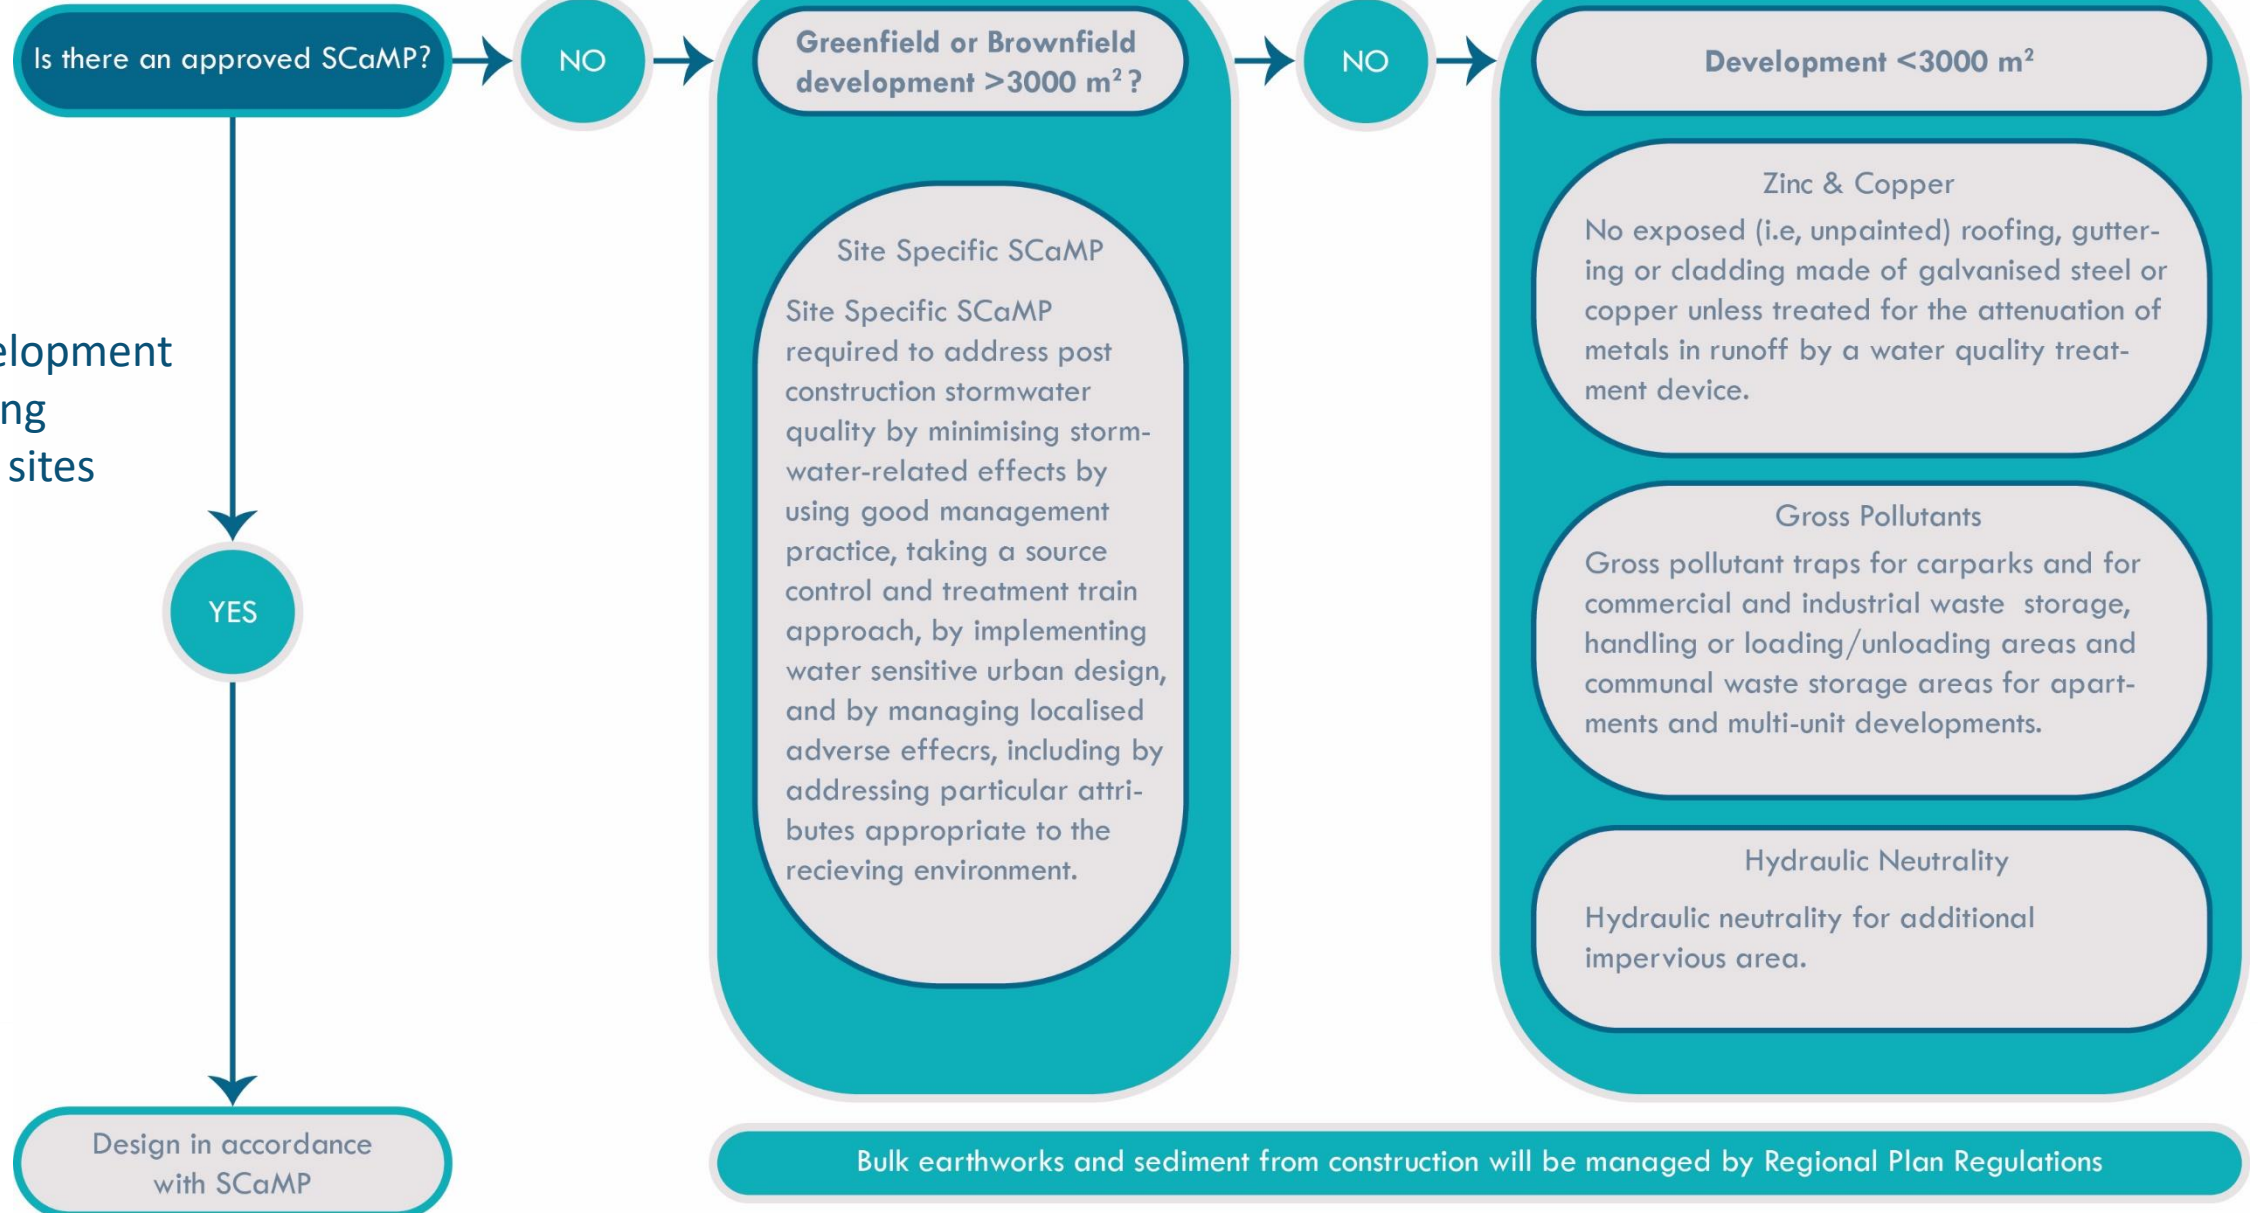 Is there an approved SCaMP?
NO
Greenfield or Brownfield
development >3000 m²?
NO
Development <3000 m²
Zinc & Copper
No exposed (i.e, unpainted) roofing, gutter-
ing or cladding made of galvanised steel or
copper unless treated for the attenuation of
metals in runoff by a water quality treat-
ment device.
Site Specific SCaMP
Site Specific SCaMP
required to address post
construction stormwater
quality by minimising storm-
water-related effects by
using good management
practice, taking a source
control and treatment train
approach, by implementing
water sensitive urban design,
and by managing localised
adverse effecrs, including by
addressing particular attri-
butes appropriate to the
recieving environment.
elopment
ng
sites
Gross Pollutants
Gross pollutant traps for carparks and for
commercial and industrial waste storage,
handling or loading/unloading areas and
communal waste storage areas for apart-
ments and multi-unit developments.
YES
Hydraulic Neutrality
Hydraulic neutrality for additional
impervious area.
Design in accordance
with SCaMP
Bulk earthworks and sediment from construction will be managed by Regional Plan Regulations